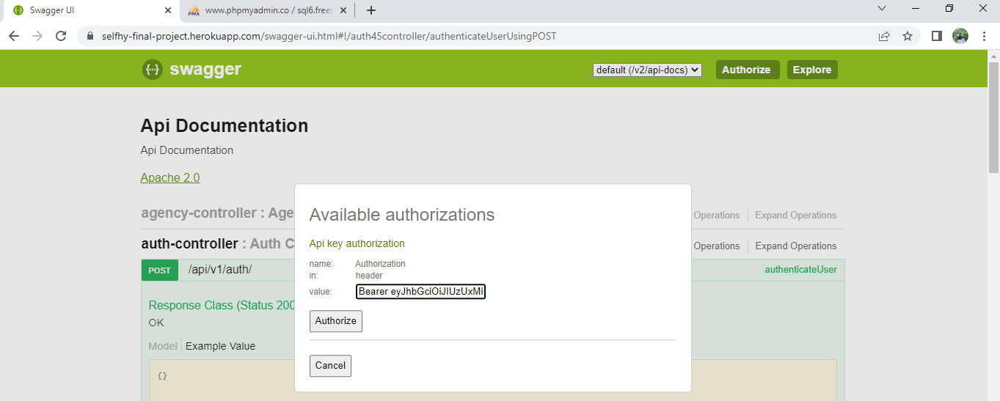 Swagger UI
www.phpmyadmin.co / sql6.freer
selfhy-final-project.herokuapp.com/swagger-ui.html#!/auth45controller/authenticateUserUsingPOST
{···} swagger
default (/v2/api-docs)
Authorize
Explore
Api Documentation
Api Documentation
Apache 2.0
agency-controller : Age
Operations
Expand Operations
auth-controller : Auth C
Operations
Expand Operations
POST /api/v1/auth/
authenticateUser
Response Class (Status 200
OK
Model Example Value
{}
Available authorizations
Api key authorization
name: Authorization
in: header
value: Bearer eyJhbGciOiJIUzUxMi
Authorize
Cancel